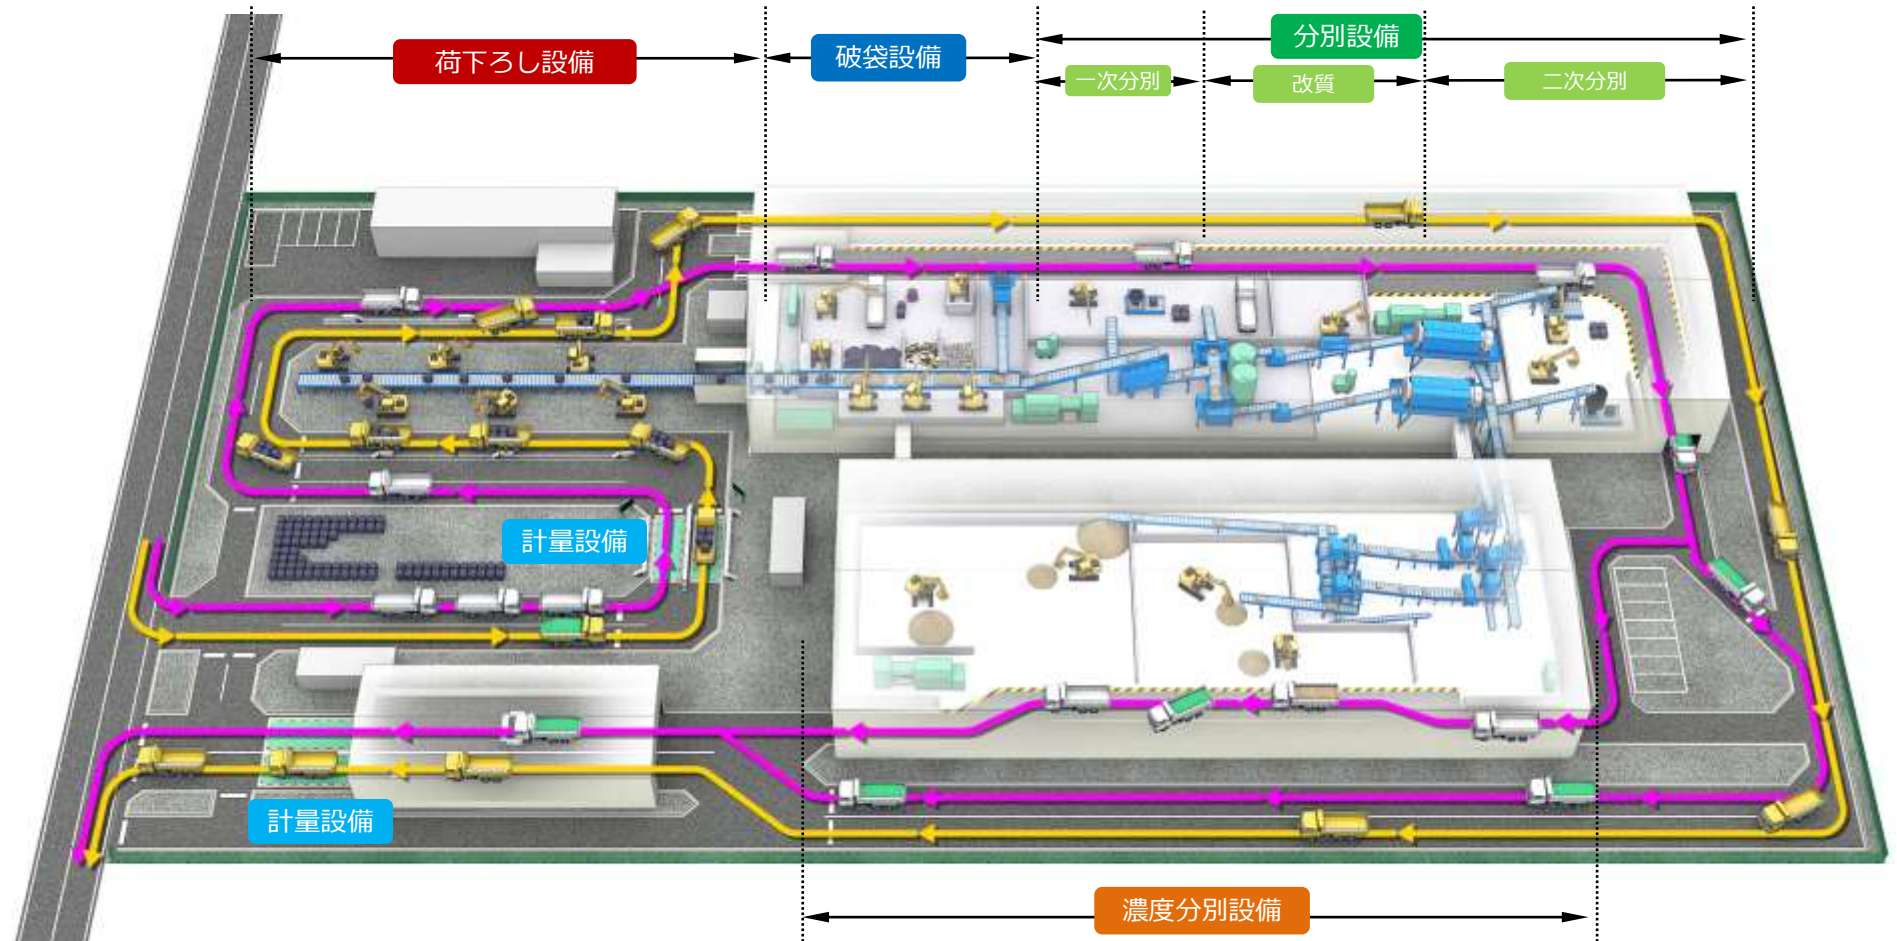 荷下ろし設備
破袋設備
分別設備
一次分別
改質
二次分別
計量設備
計量設備
濃度分別設備